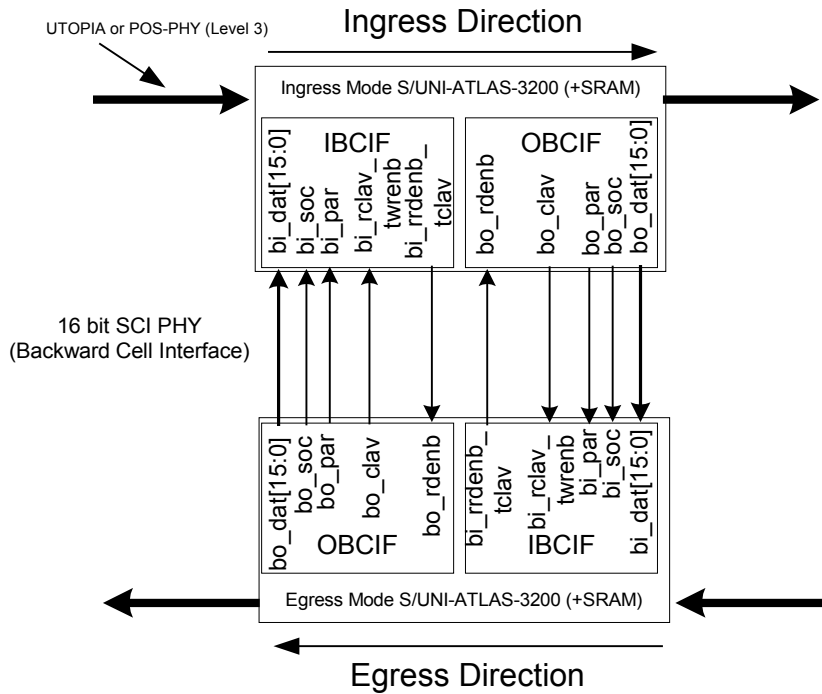 UTOPIA or POS-PHY (Level 3)
Ingress Direction
Ingress Mode S/UNI-ATLAS-3200 (+SRAM)
IBCIF
OBCIF
bi_dat[15:0]
bi_soc
bi_par
bi_rclav_
twrenb
bi_rrdenb_
tclav
bo_rdenb
bo_clav
bo_par
bo_soc
bo_dat[15:0]
16 bit SCI PHY
(Backward Cell Interface)
bo_dat[15:0]
bo_soc
bo_par
bo_clav
bo_rdenb
bi_rrdenb_
tclav
bi_rclav_
twrenb
bi_par
bi_soc
bi_dat[15:0]
OBCIF
IBCIF
Egress Mode S/UNI-ATLAS-3200 (+SRAM)
Egress Direction